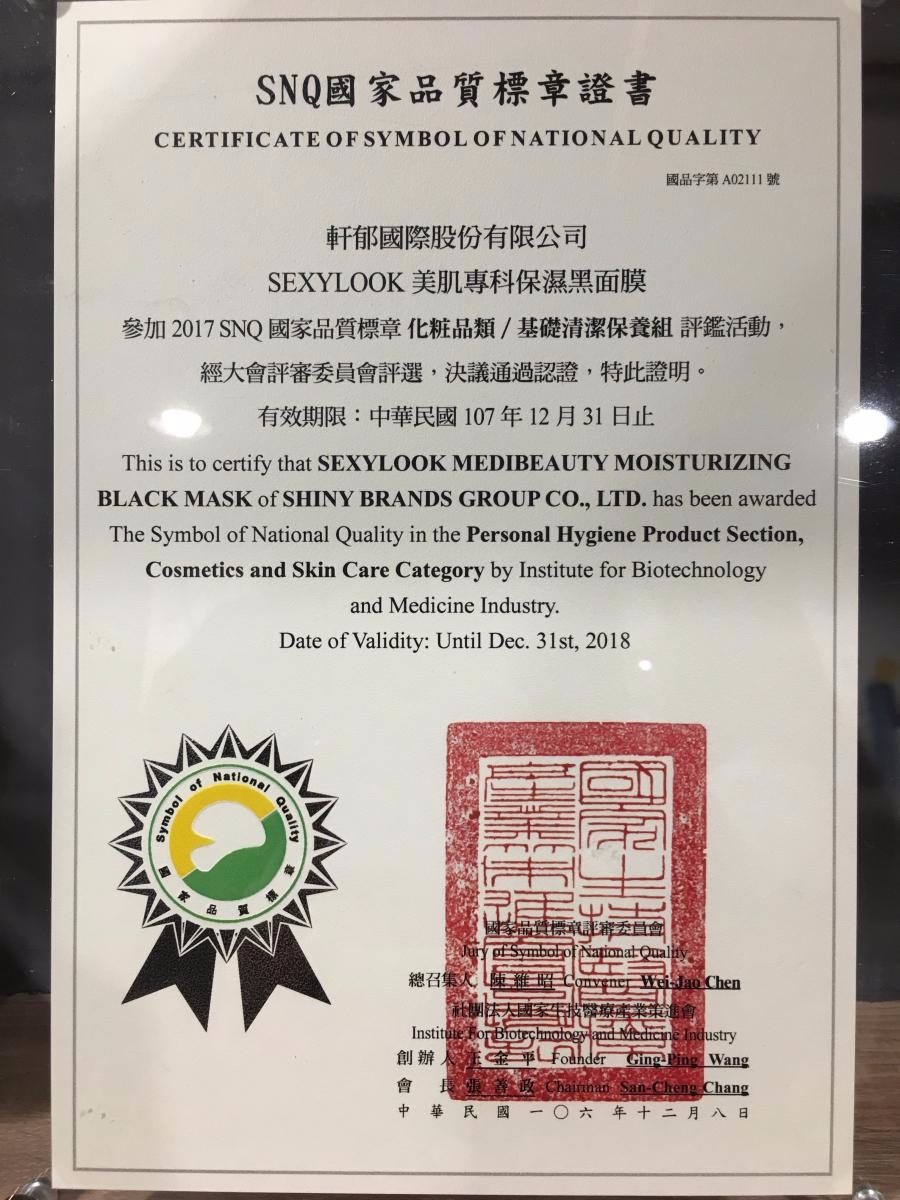 SNQ國家品質標章證書
CERTIFICATE OF SYMBOL OF NATIONAL QUALITY
國品字第 A02111 號
軒郁國際股份有限公司
SEXYLOOK 美肌專科保濕黑面膜
參加 2017 SNQ 國家品質標章 化粧品類 / 基礎清潔保養組 評鑑活動，
經大會評審委員會評選，決議通過認證，特此證明。
有效期限：中華民國 107 年 12 月 31 日止
This is to certify that SEXYLOOK MEDIBEAUTY MOISTURIZING
BLACK MASK of SHINY BRANDS GROUP CO., LTD. has been awarded
The Symbol of National Quality in the Personal Hygiene Product Section,
Cosmetics and Skin Care Category by Institute for Biotechnology
and Medicine Industry.
Date of Validity: Until Dec. 31st, 2018
Symbol of National Quality
國家品質標章
國家品質標章評審委員會
Jury of Symbol of National Quality
總召集人 陳維昭 Convener Wei-Jao Chen
社團法人國家生技醫療產業策進會
Institute For Biotechnology and Medicine Industry
創辦人 王金平 Founder Ging-Ping Wang
會 長 張善政 Chairman San-Cheng Chang
中華民國一〇六年十二月八日